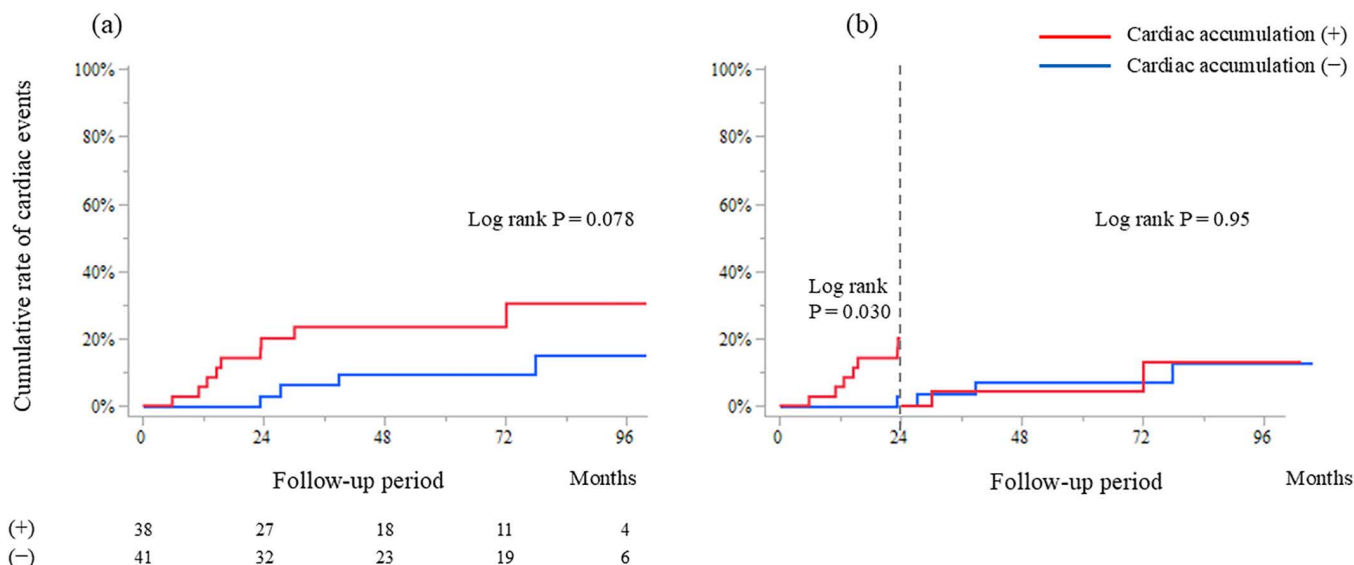 (a)
Cumulative rate of cardiac events
100%
80%
60%
40%
20%
0%
Log rank P = 0.078
0 24 48 72 96
Follow-up period Months
(+) 38 27 18 11 4
(−) 41 32 23 19 6
(b)
Cardiac accumulation (+)
Cardiac accumulation (−)
100%
80%
60%
40%
20%
0%
Log rank
P = 0.030
Log rank P = 0.95
0 24 48 72 96
Follow-up period Months